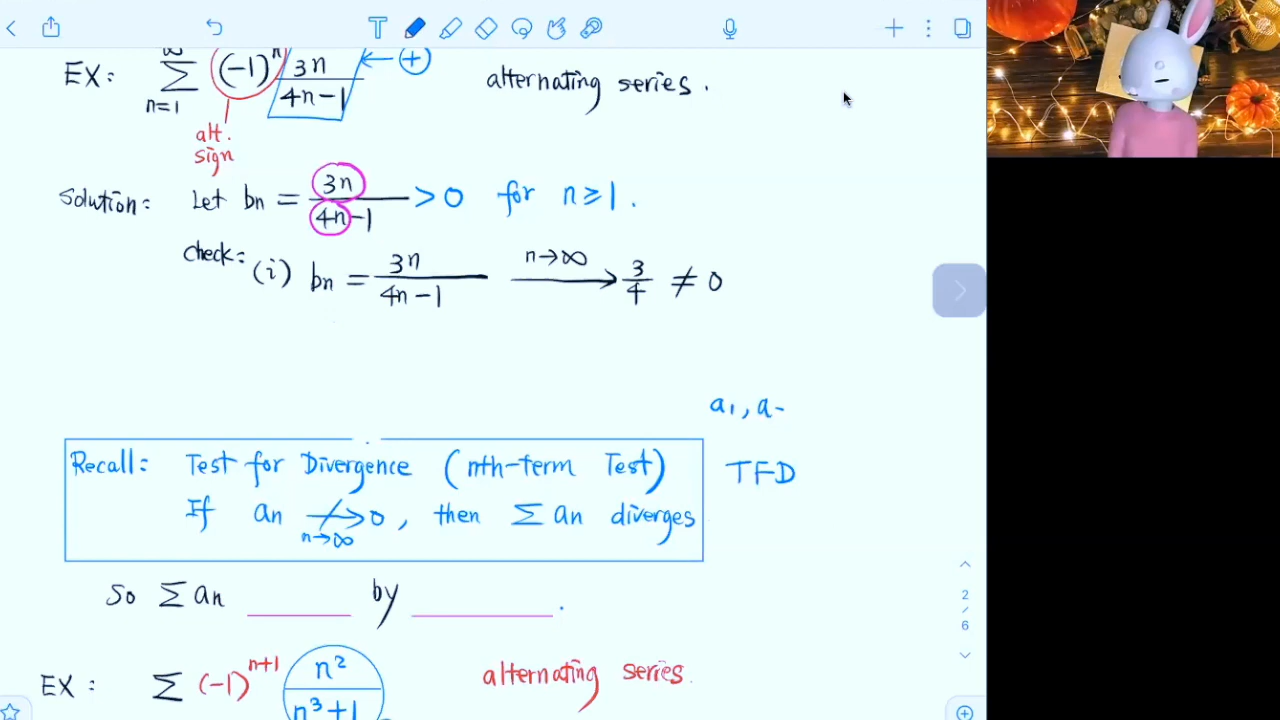 EX: ∞ Σ n=1 (-1)^n 3n/4n-1 ← (+) alternating series.
alt. sign
Solution: Let bn = 3n/4n-1 > 0 for n ≥ 1.
check: (i) bn = 3n/4n-1 n→∞ 3/4 ≠ 0
a1, a-
Recall: Test for Divergence (nth-term Test) TFD
If an ↛ 0, then Σ an diverges
n→∞
So Σ an ______ by ______.
EX: Σ (-1)^n+1 n²/n³+1 alternating series.
2
/
6